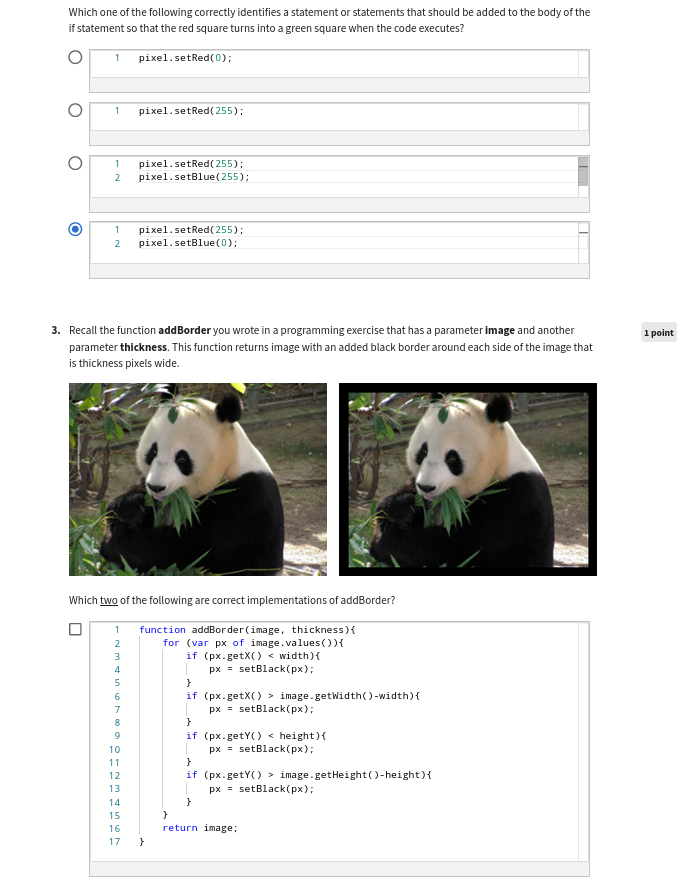 Which one of the following correctly identifies a statement or statements that should be added to the body of the
if statement so that the red square turns into a green square when the code executes?
1 pixel.setRed(0);
1 pixel.setRed(255);
1 pixel.setRed(255);
2 pixel.setBlue(255);
1 pixel.setRed(255);
2 pixel.setBlue(0);
3. Recall the function addBorder you wrote in a programming exercise that has a parameter image and another
1 point
parameter thickness. This function returns image with an added black border around each side of the image that
is thickness pixels wide.
Which two of the following are correct implementations of addBorder?
1 function addBorder(image, thickness){
2 for (var px of image.values()){
3 if (px.getX() < width){
4 px = setBlack(px);
5 }
6 if (px.getX() > image.getWidth()-width){
7 px = setBlack(px);
8 }
9 if (px.getY() < height){
10 px = setBlack(px);
11 }
12 if (px.getY() > image.getHeight()-height){
13 px = setBlack(px);
14 }
15 }
16 return image;
17 }